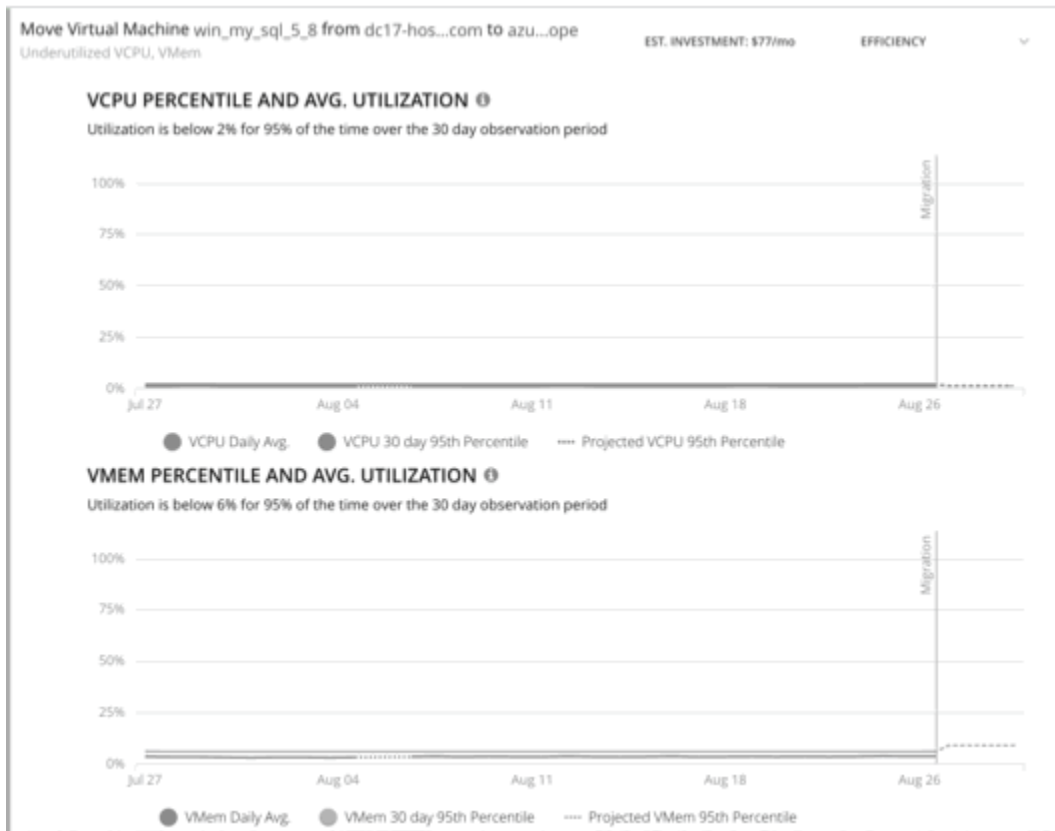 Move Virtual Machine win_my_sql_5_8 from dc17-hos...com to azu...ope
EST. INVESTMENT: $77/mo
EFFICIENCY
Underutilized VCPU, VMem
VCPU PERCENTILE AND AVG. UTILIZATION
Utilization is below 2% for 95% of the time over the 30 day observation period
Migration
100%
75%
50%
25%
0%
Jul 27 Aug 04 Aug 11 Aug 18 Aug 26
VCPU Daily Avg. VCPU 30 day 95th Percentile Projected VCPU 95th Percentile
VMEM PERCENTILE AND AVG. UTILIZATION
Utilization is below 6% for 95% of the time over the 30 day observation period
Migration
100%
75%
50%
25%
0%
Jul 27 Aug 04 Aug 11 Aug 18 Aug 26
VMem Daily Avg. VMem 30 day 95th Percentile Projected VMem 95th Percentile